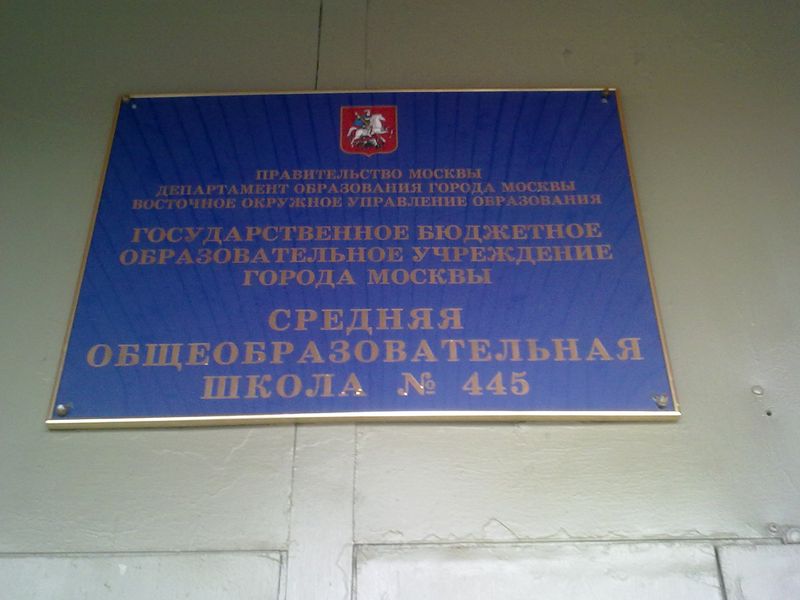 ПРАВИТЕЛЬСТВО МОСКВЫ
ДЕПАРТАМЕНТ ОБРАЗОВАНИЯ ГОРОДА МОСКВЫ
ВОСТОЧНОЕ ОКРУЖНОЕ УПРАВЛЕНИЕ ОБРАЗОВАНИЯ
ГОСУДАРСТВЕННОЕ БЮДЖЕТНОЕ
ОБРАЗОВАТЕЛЬНОЕ УЧРЕЖДЕНИЕ
ГОРОДА МОСКВЫ
СРЕДНЯЯ
ОБЩЕОБРАЗОВАТЕЛЬНАЯ
ШКОЛА № 445